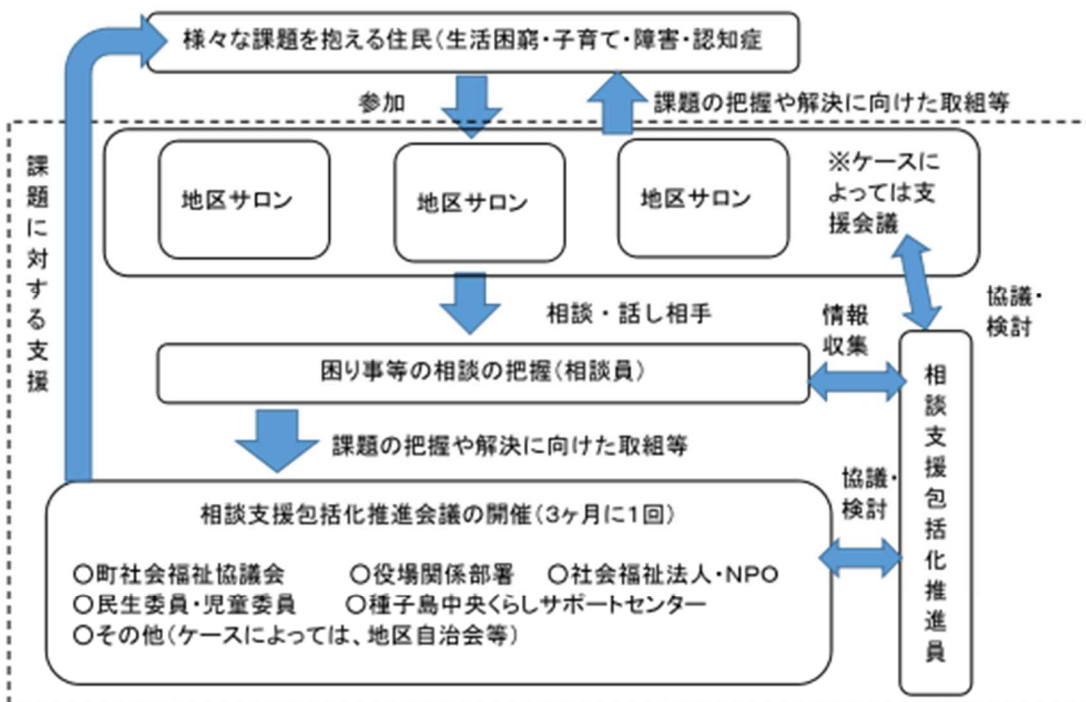 様々な課題を抱える住民(生活困窮・子育て・障害・認知症
参加
課題の把握や解決に向けた取組等
課題に対する支援
地区サロン
地区サロン
地区サロン
※ケースに
よっては支
援会議
相談・話し相手
情報
収集
協議・
検討
困り事等の相談の把握(相談員)
課題の把握や解決に向けた取組等
協議・
検討
相談支援包括化推進員
相談支援包括化推進会議の開催(3ヶ月に1回)
〇町社会福祉協議会 〇役場関係部署 〇社会福祉法人・NPO
〇民生委員・児童委員 〇種子島中央くらしサポートセンター
〇その他(ケースによっては、地区自治会等)